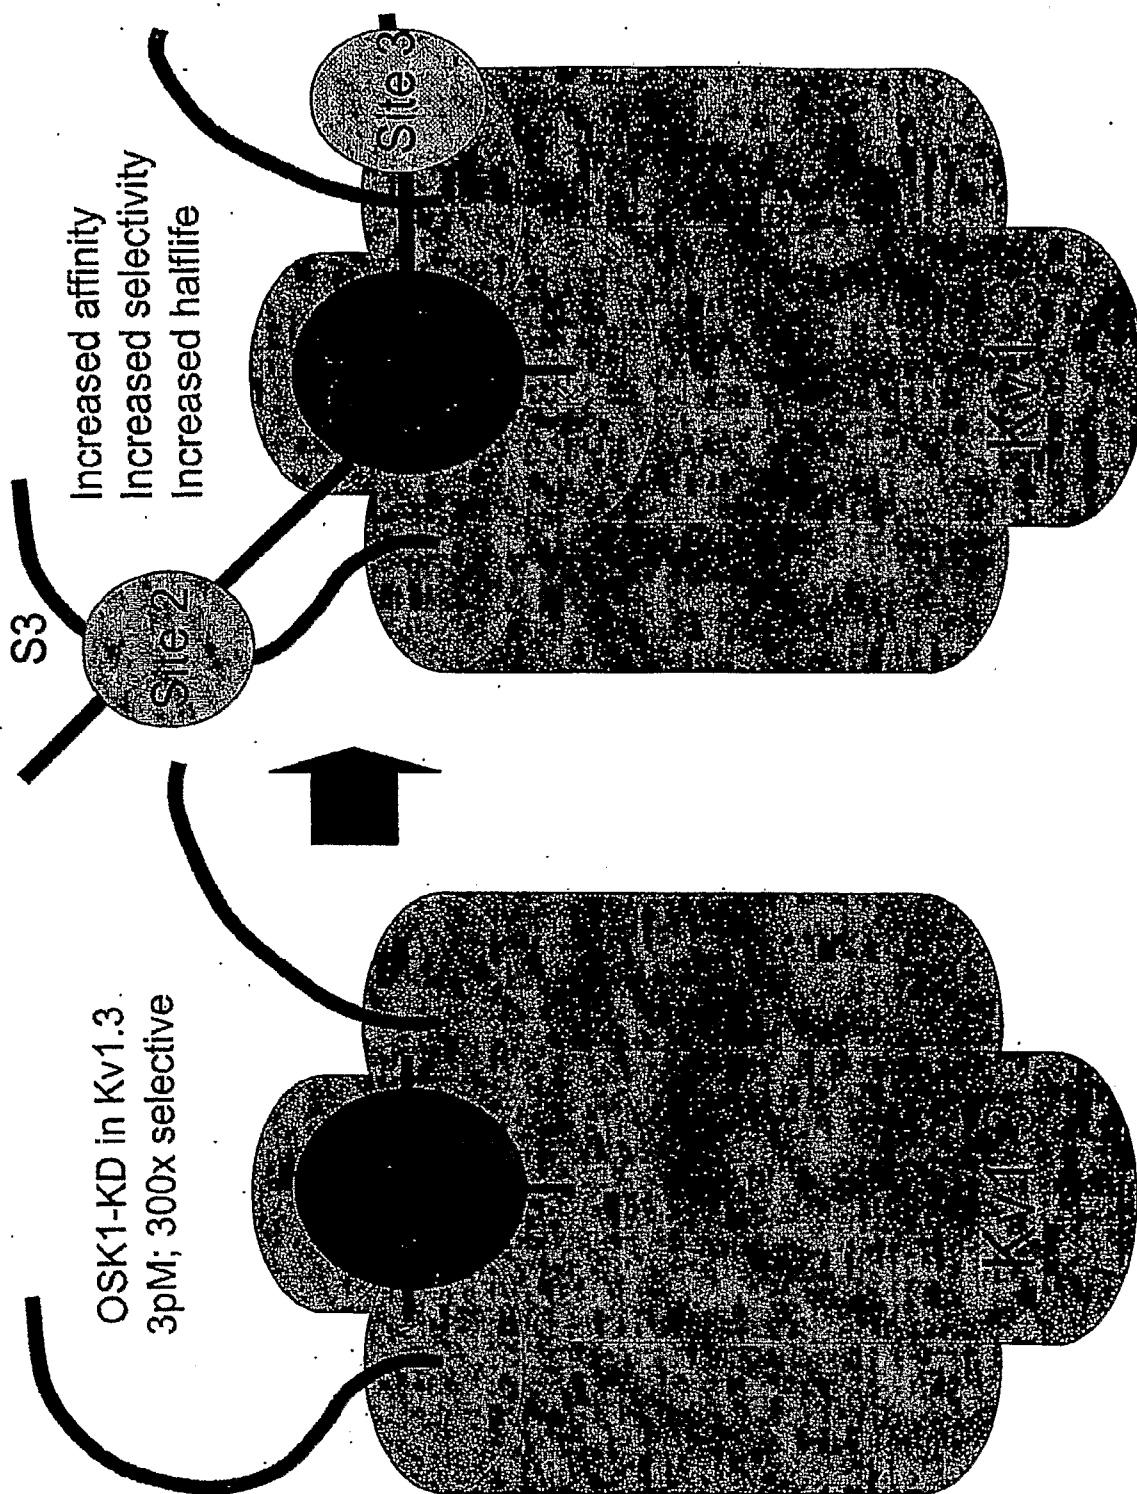 OSK1-KD in Kv1.3
3pM; 300x selective
Kv1.3
S3
Site 2
Increased affinity
Increased selectivity
Increased halflife
Site 3